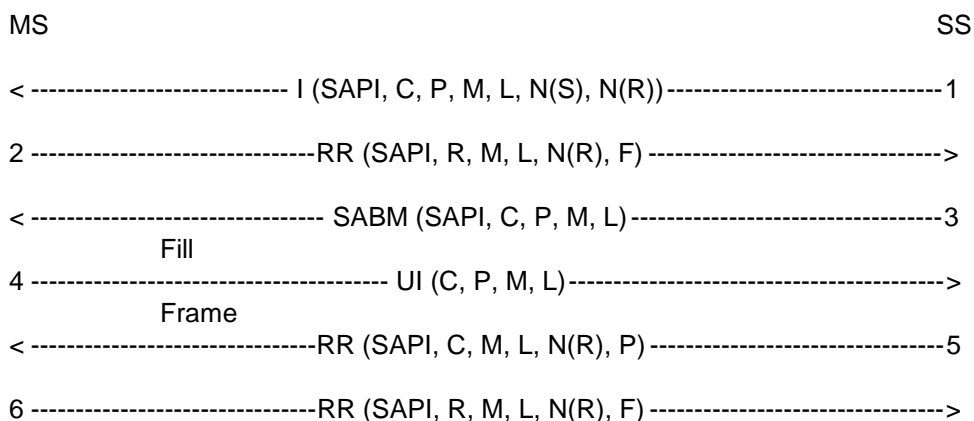 MS SS
< ----------------------------- I (SAPI, C, P, M, L, N(S), N(R))-------------------------------1
2 --------------------------------RR (SAPI, R, M, L, N(R), F) --------------------------------->
< --------------------------------- SABM (SAPI, C, P, M, L)-----------------------------------3
Fill
4 ---------------------------------------- UI (C, P, M, L)------------------------------------------>
Frame
< --------------------------------RR (SAPI, C, M, L, N(R), P) ---------------------------------5
6 --------------------------------RR (SAPI, R, M, L, N(R), F) --------------------------------->